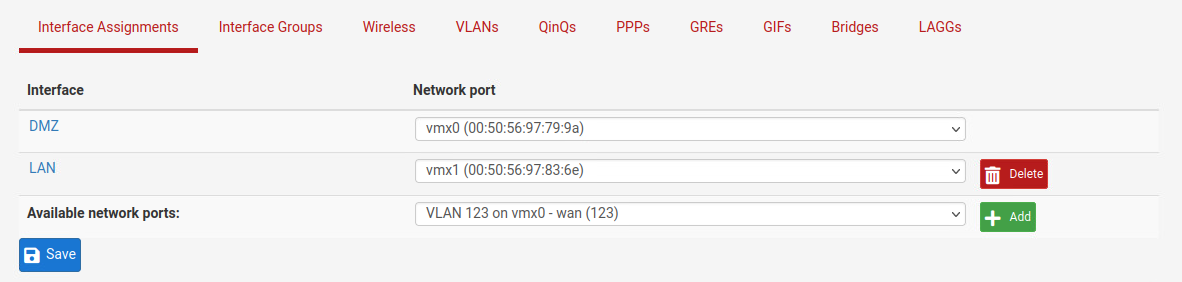 Interface Assignments Interface Groups Wireless VLANs QinQs PPPs GREs GIFs Bridges LAGGs
Interface Network port
DMZ vmx0 (00:50:56:97:79:9a)
LAN vmx1 (00:50:56:97:83:6e) Delete
Available network ports: VLAN 123 on vmx0 - wan (123) Add
Save